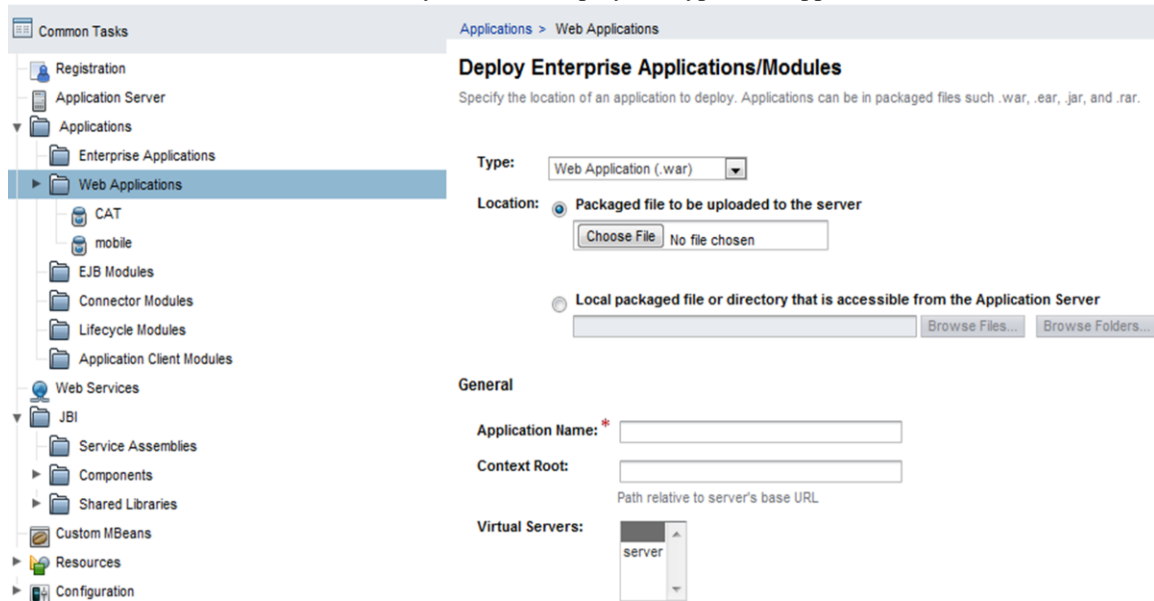 Common Tasks
Registration
Application Server
Applications
Enterprise Applications
Web Applications
CAT
mobile
EJB Modules
Connector Modules
Lifecycle Modules
Application Client Modules
Web Services
JBI
Service Assemblies
Components
Shared Libraries
Custom MBeans
Resources
Configuration
Applications > Web Applications
Deploy Enterprise Applications/Modules
Specify the location of an application to deploy. Applications can be in packaged files such .war, .ear, .jar, and .rar.
Type: Web Application (.war)
Location: Packaged file to be uploaded to the server
Choose File No file chosen
Local packaged file or directory that is accessible from the Application Server
Browse Files... Browse Folders...
General
Application Name: *
Context Root:
Path relative to server's base URL
Virtual Servers:
server